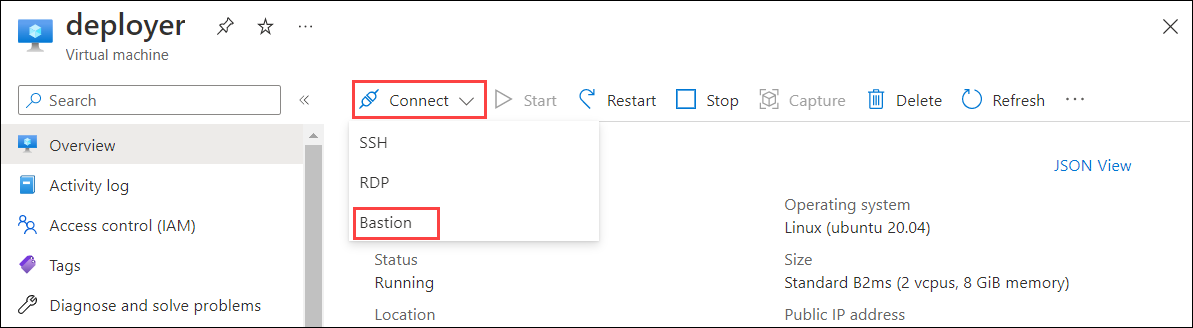 deployer
Virtual machine
Search
Overview
Activity log
Access control (IAM)
Tags
Diagnose and solve problems
Connect Start Restart Stop Capture Delete Refresh
SSH
RDP
Bastion
JSON View
Status
Running
Location
Operating system
Linux (ubuntu 20.04)
Size
Standard B2ms (2 vcpus, 8 GiB memory)
Public IP address